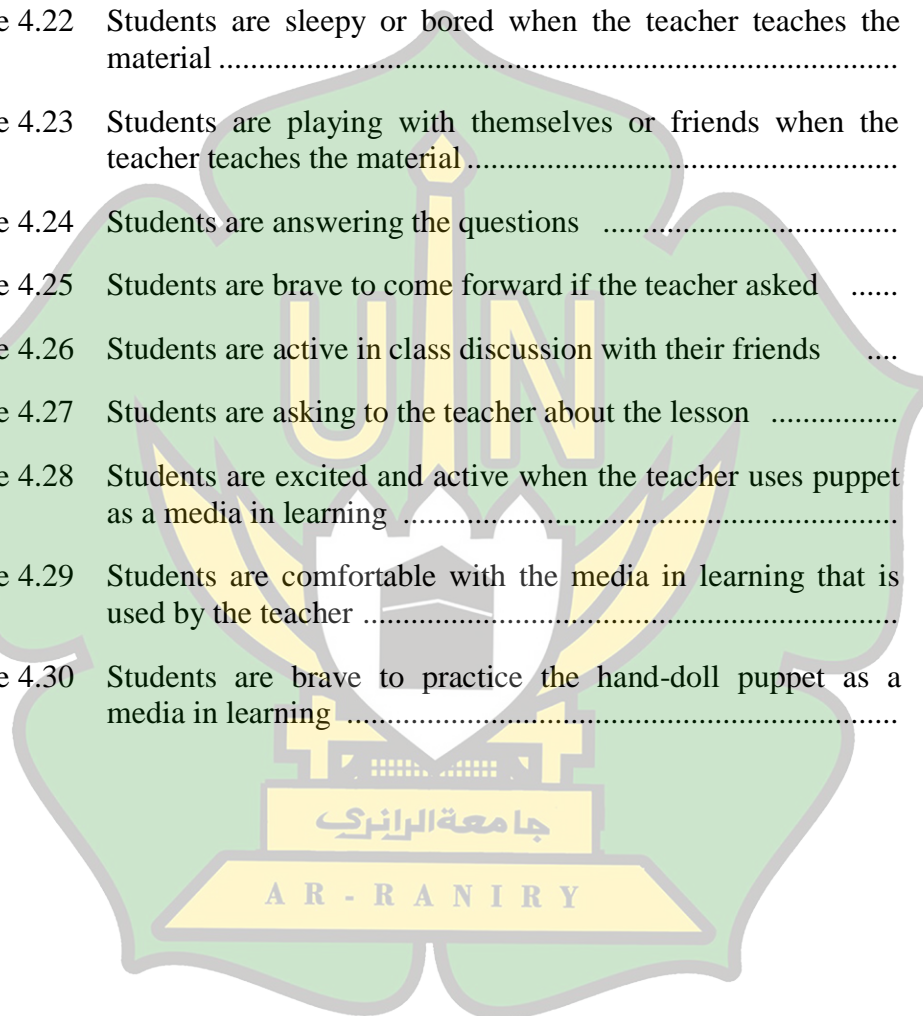 e 4.22 Students are sleepy or bored when the teacher teaches the
material ......................................................................................
e 4.23 Students are playing with themselves or friends when the
teacher teaches the material ......................................................
e 4.24 Students are answering the questions .....................................
e 4.25 Students are brave to come forward if the teacher asked ......
e 4.26 Students are active in class discussion with their friends ....
e 4.27 Students are asking to the teacher about the lesson ................
e 4.28 Students are excited and active when the teacher uses puppet
as a media in learning ..............................................................
e 4.29 Students are comfortable with the media in learning that is
used by the teacher ...................................................................
e 4.30 Students are brave to practice the hand-doll puppet as a
media in learning ......................................................................
UIN
جامعة الرانري
AR-RANIRY